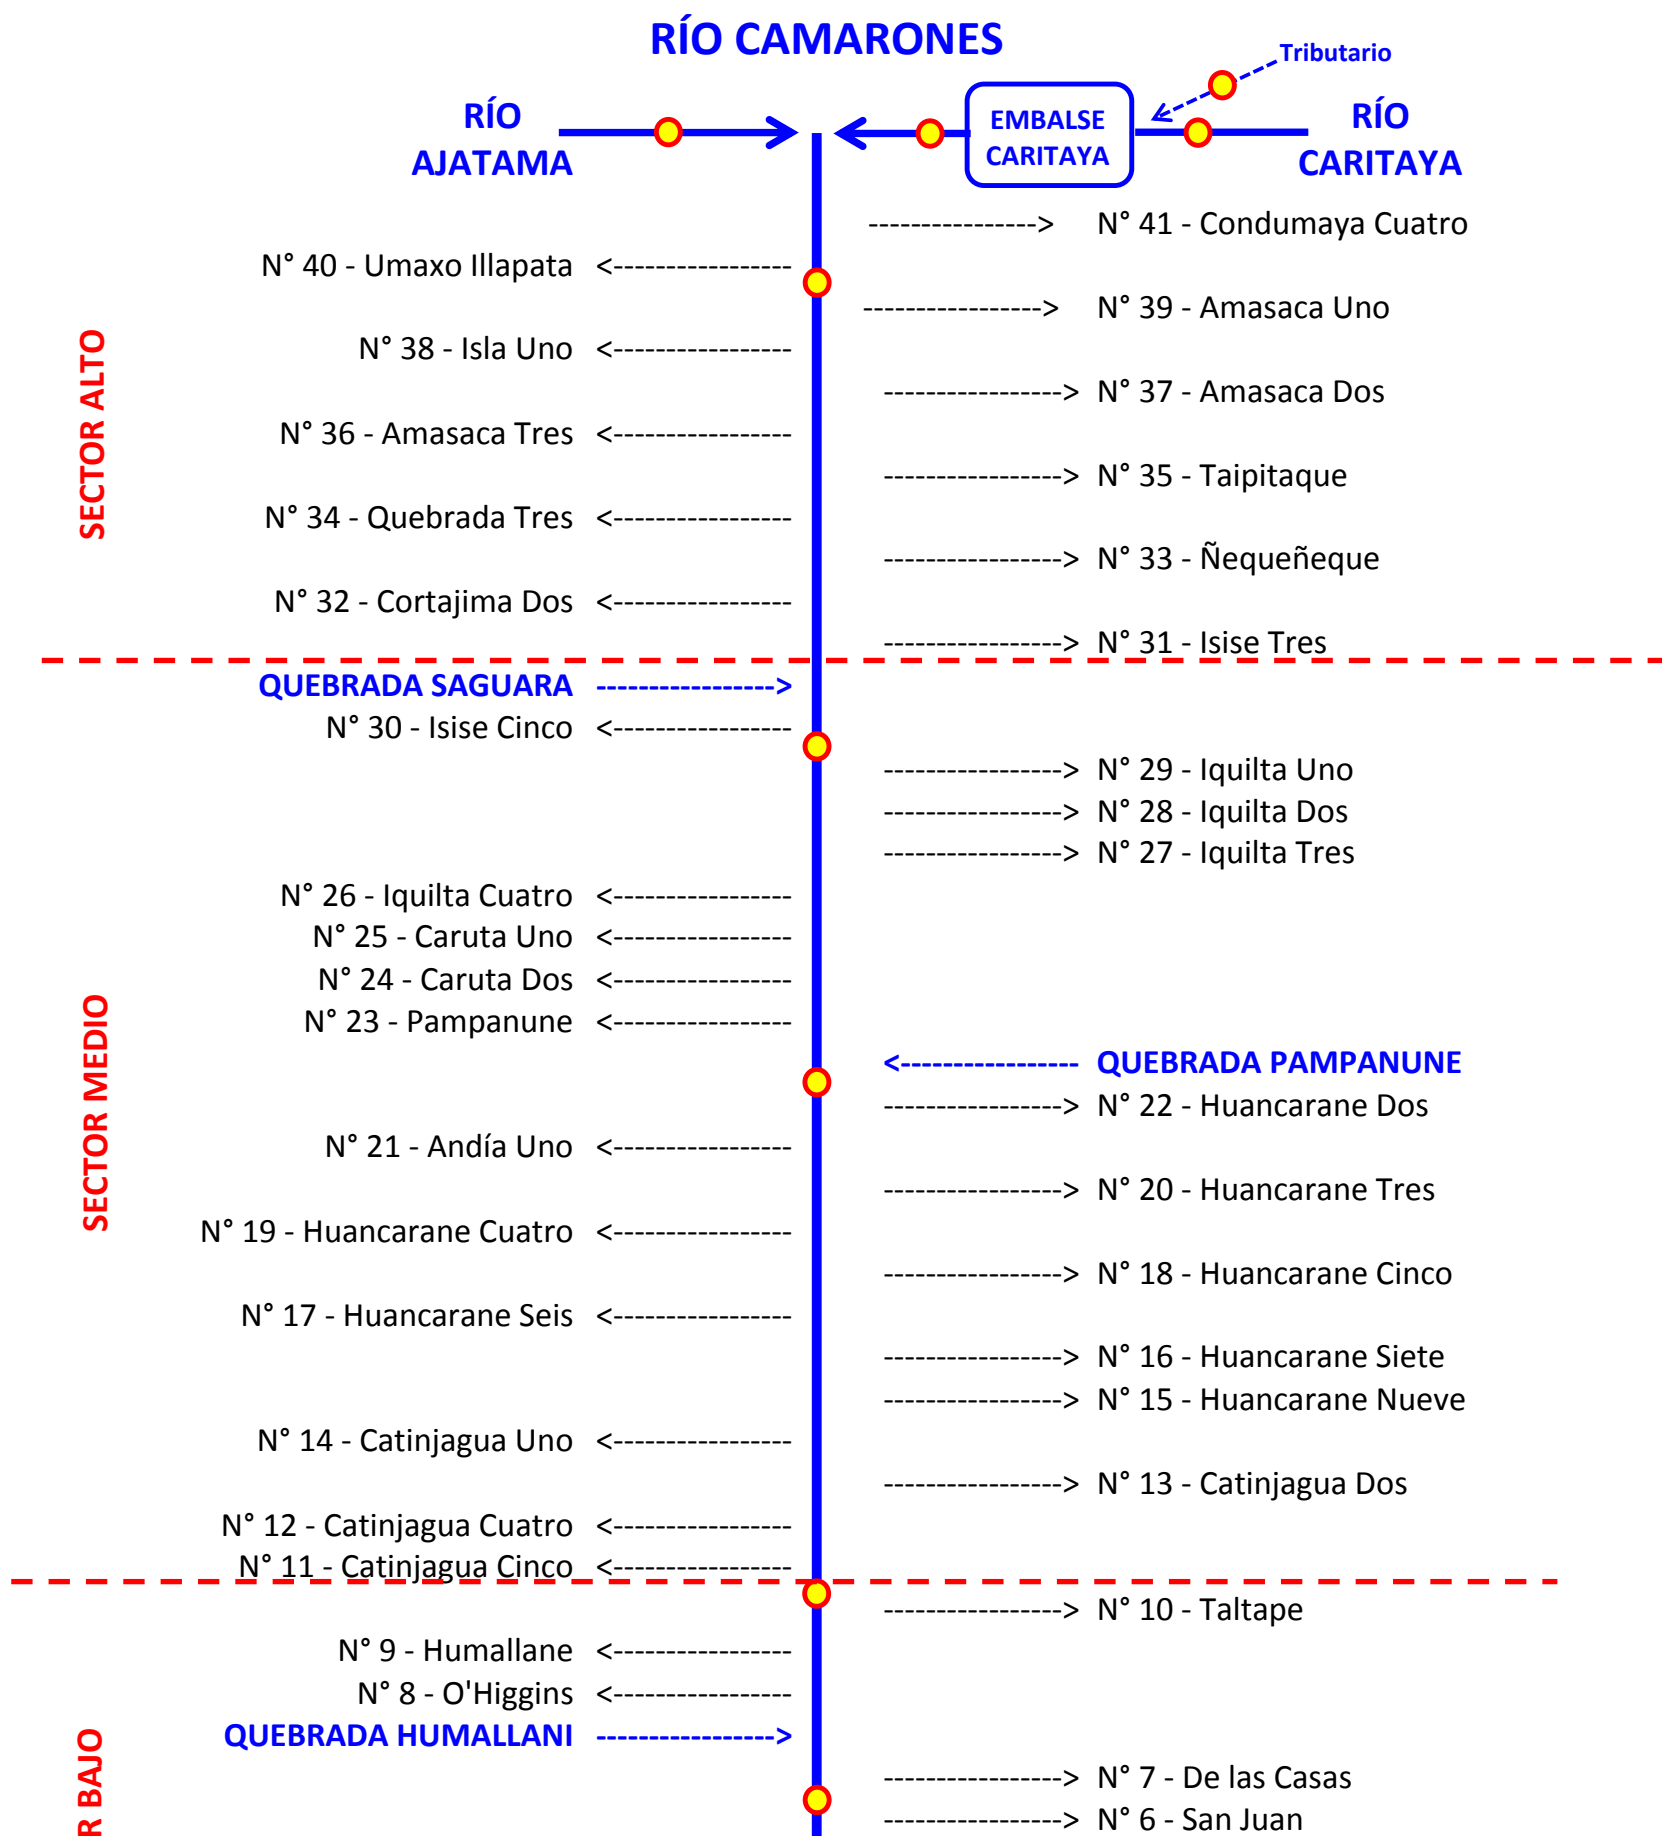 RÍO CAMARONES
Tributario
RÍO
AJATAMA
EMBALSE
CARITAYA
RÍO
CARITAYA
N° 41 - Condumaya Cuatro
N° 40 - Umaxo Illapata
N° 39 - Amasaca Uno
N° 38 - Isla Uno
N° 37 - Amasaca Dos
N° 36 - Amasaca Tres
N° 35 - Taipitaque
N° 34 - Quebrada Tres
N° 33 - Ñequeñeque
N° 32 - Cortajima Dos
N° 31 - Isise Tres
SECTOR ALTO
QUEBRADA SAGUARA
N° 30 - Isise Cinco
N° 29 - Iquilta Uno
N° 28 - Iquilta Dos
N° 27 - Iquilta Tres
N° 26 - Iquilta Cuatro
N° 25 - Caruta Uno
N° 24 - Caruta Dos
N° 23 - Pampanune
QUEBRADA PAMPANUNE
N° 22 - Huancarane Dos
N° 21 - Andía Uno
N° 20 - Huancarane Tres
N° 19 - Huancarane Cuatro
N° 18 - Huancarane Cinco
N° 17 - Huancarane Seis
N° 16 - Huancarane Siete
N° 15 - Huancarane Nueve
N° 14 - Catinjagua Uno
N° 13 - Catinjagua Dos
N° 12 - Catinjagua Cuatro
N° 11 - Catinjagua Cinco
SECTOR MEDIO
N° 10 - Taltape
N° 9 - Humallane
N° 8 - O'Higgins
QUEBRADA HUMALLANI
N° 7 - De las Casas
N° 6 - San Juan
R BAJO